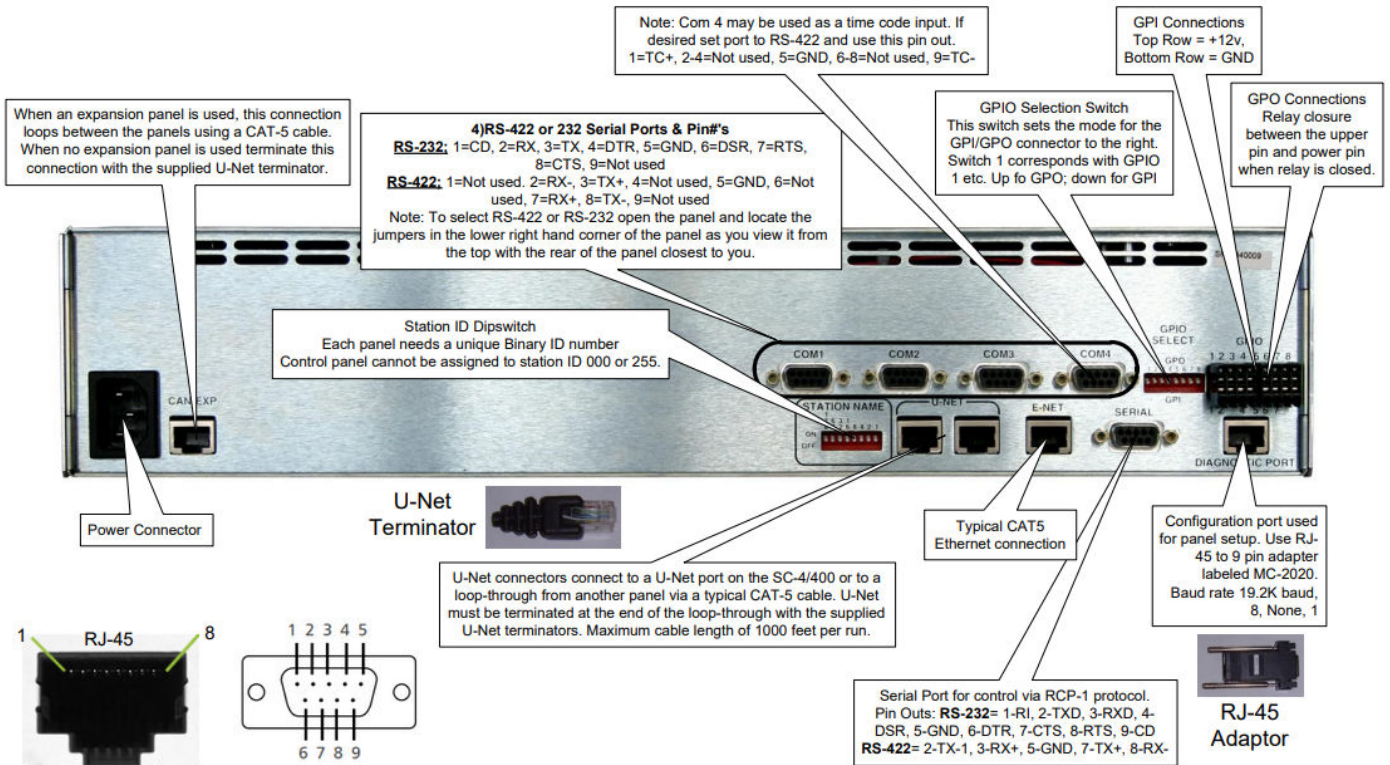 Note: Com 4 may be used as a time code input. If
desired set port to RS-422 and use this pin out.
1=TC+, 2-4=Not used, 5=GND, 6-8=Not used, 9=TC-
GPI Connections
Top Row = +12v,
Bottom Row = GND
When an expansion panel is used, this connection
loops between the panels using a CAT-5 cable.
When no expansion panel is used terminate this
connection with the supplied U-Net terminator.
4)RS-422 or 232 Serial Ports & Pin#'s
RS-232: 1=CD, 2=RX, 3=TX, 4=DTR, 5=GND, 6=DSR, 7=RTS,
8=CTS, 9=Not used
RS-422: 1=Not used. 2=RX-, 3=TX+, 4=Not used, 5=GND, 6=Not
used, 7=RX+, 8=TX-, 9=Not used
Note: To select RS-422 or RS-232 open the panel and locate the
jumpers in the lower right hand corner of the panel as you view it from
the top with the rear of the panel closest to you.
GPIO Selection Switch
This switch sets the mode for the
GPI/GPO connector to the right.
Switch 1 corresponds with GPIO
1 etc. Up fo GPO; down for GPI
GPO Connections
Relay closure
between the upper
pin and power pin
when relay is closed.
Station ID Dipswitch
Each panel needs a unique Binary ID number
Control panel cannot be assigned to station ID 000 or 255.
COM1 COM2 COM3 COM4
GPIO
SELECT
GPO
GPI
GPIO
1 2 3 4 5 6 7 8
CAN EXP
STATION NAME
ON
OFF
U-NET
E-NET
SERIAL
DIAGNOSTIC PORT
Power Connector
U-Net
Terminator
Typical CAT5
Ethernet connection
Configuration port used
for panel setup. Use RJ-
45 to 9 pin adapter
labeled MC-2020.
Baud rate 19.2K baud,
8, None, 1
U-Net connectors connect to a U-Net port on the SC-4/400 or to a
loop-through from another panel via a typical CAT-5 cable. U-Net
must be terminated at the end of the loop-through with the supplied
U-Net terminators. Maximum cable length of 1000 feet per run.
1 RJ-45 8
1 2 3 4 5
6 7 8 9
Serial Port for control via RCP-1 protocol.
Pin Outs: RS-232= 1-RI, 2-TXD, 3-RXD, 4-
DSR, 5-GND, 6-DTR, 7-CTS, 8-RTS, 9-CD
RS-422= 2-TX-1, 3-RX+, 5-GND, 7-TX+, 8-RX-
RJ-45
Adaptor